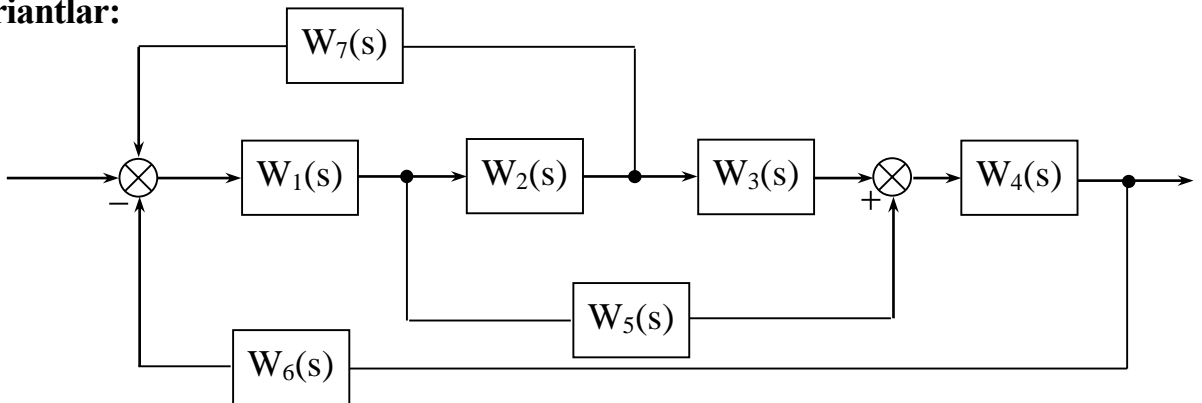 riantlar:
W₇(s)
W₁(s) W₂(s) W₃(s) W₄(s)
− +
W₅(s)
W₆(s)